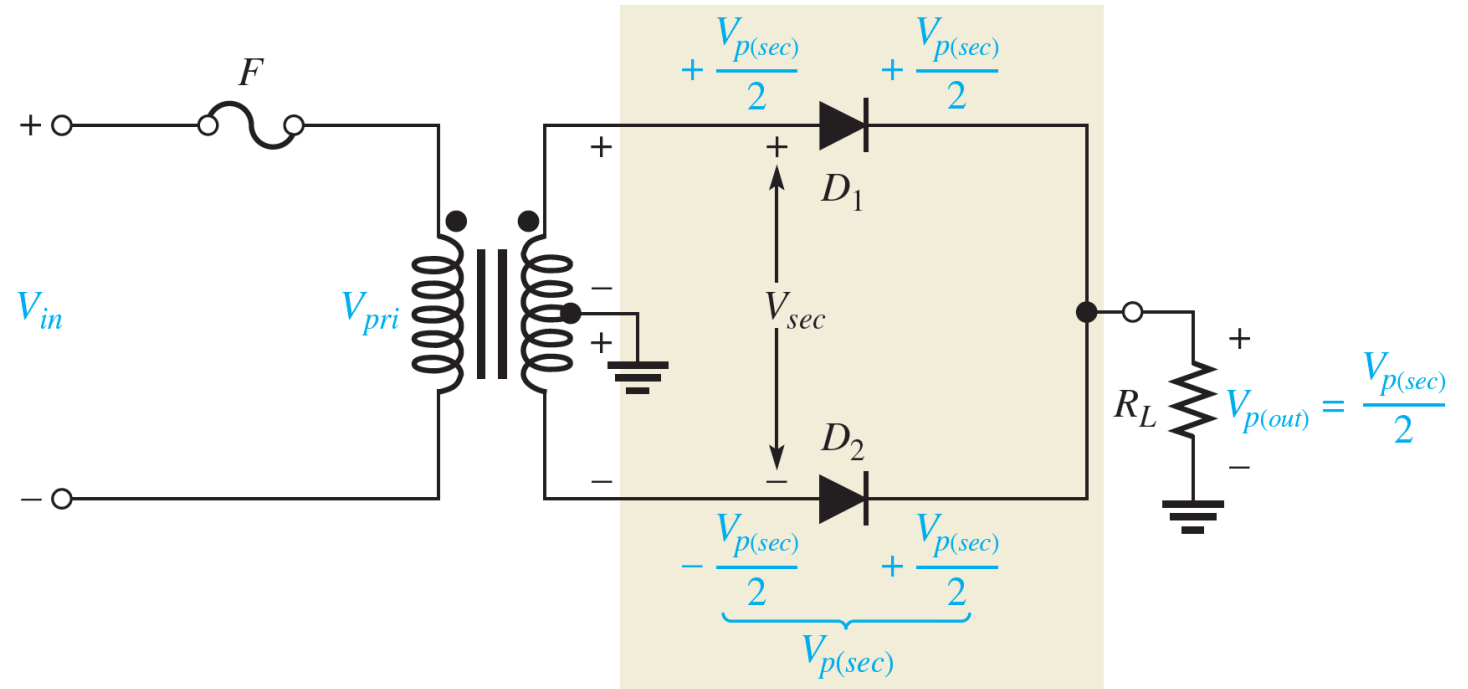 F
+
−
V_in
V_pri
+
−
+
−
+ V_p(sec)/2
+ V_p(sec)/2
+
D_1
V_sec
D_2
−
− V_p(sec)/2
+ V_p(sec)/2
V_p(sec)
R_L
+
V_p(out) = V_p(sec)/2
−